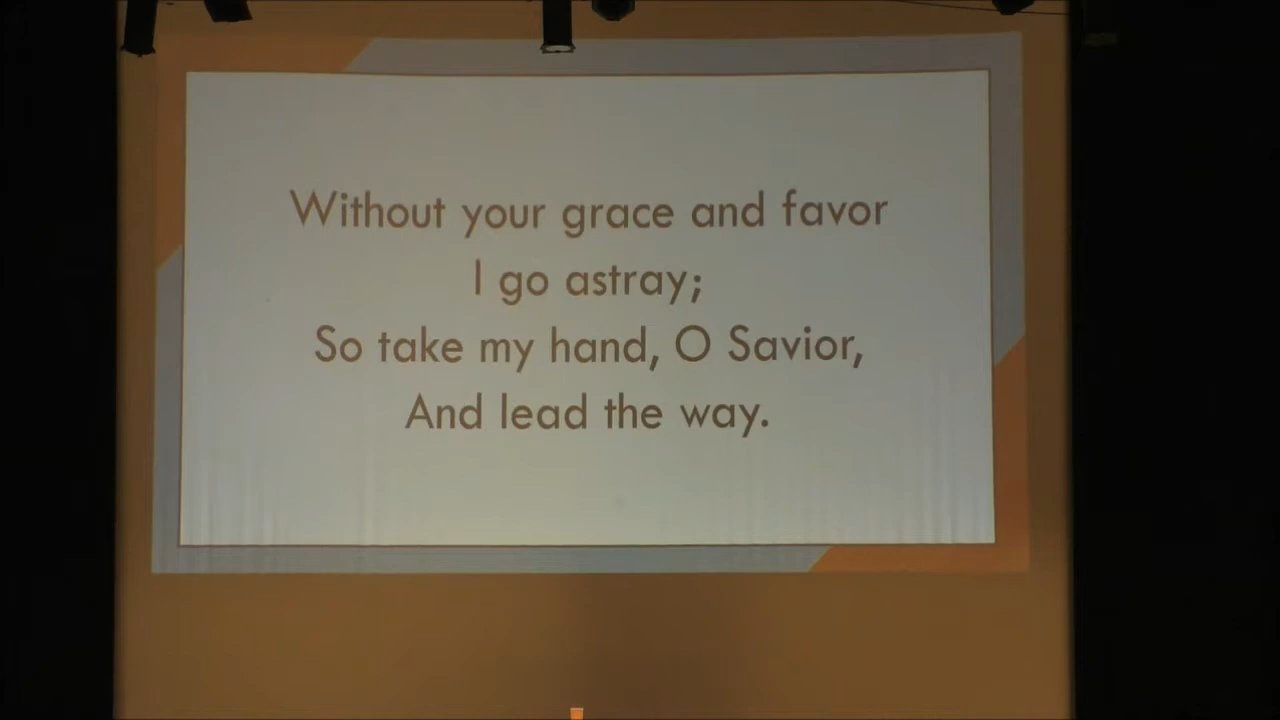 Without your grace and favor
I go astray;
So take my hand, O Savior,
And lead the way.